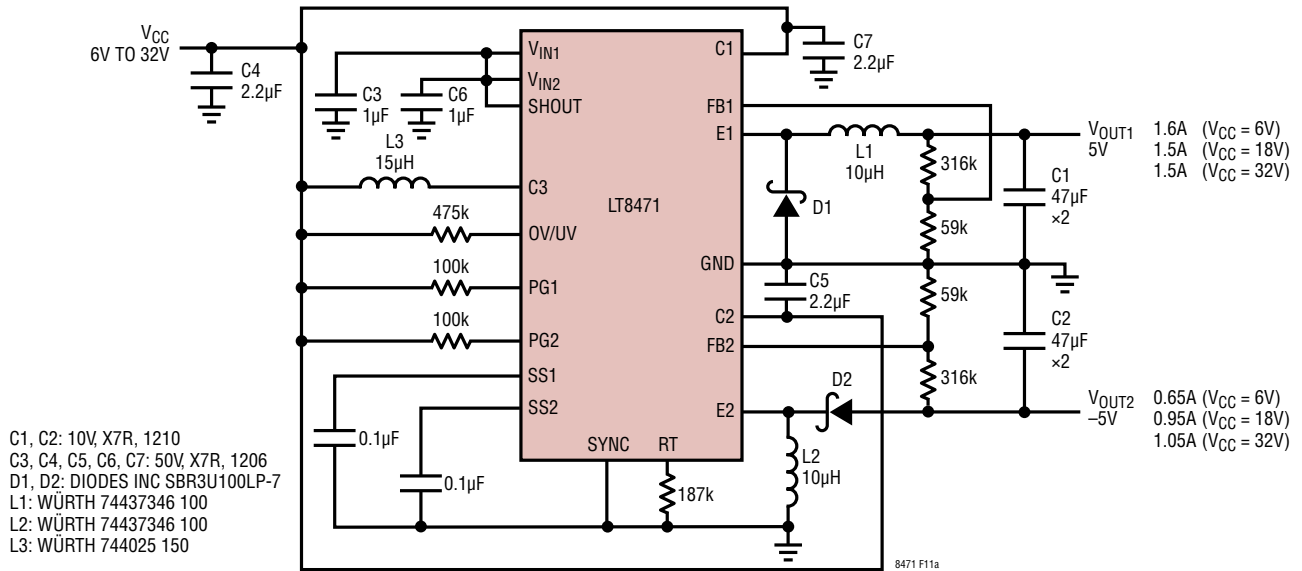 VCC
6V TO 32V
C4
2.2µF
C3
1µF
C6
1µF
L3
15µH
475k
100k
100k
0.1µF
0.1µF
VIN1
VIN2
SHOUT
C3
OV/UV
PG1
PG2
SS1
SS2
SYNC
RT
LT8471
C1
FB1
E1
GND
C2
FB2
E2
C7
2.2µF
L1
10µH
D1
316k
59k
C1
47µF
×2
C5
2.2µF
59k
316k
C2
47µF
×2
D2
L2
10µH
187k
VOUT1
5V
1.6A (VCC = 6V)
1.5A (VCC = 18V)
1.5A (VCC = 32V)
VOUT2
–5V
0.65A (VCC = 6V)
0.95A (VCC = 18V)
1.05A (VCC = 32V)
C1, C2: 10V, X7R, 1210
C3, C4, C5, C6, C7: 50V, X7R, 1206
D1, D2: DIODES INC SBR3U100LP-7
L1: WÜRTH 74437346 100
L2: WÜRTH 74437346 100
L3: WÜRTH 744025 150
8471 F11a